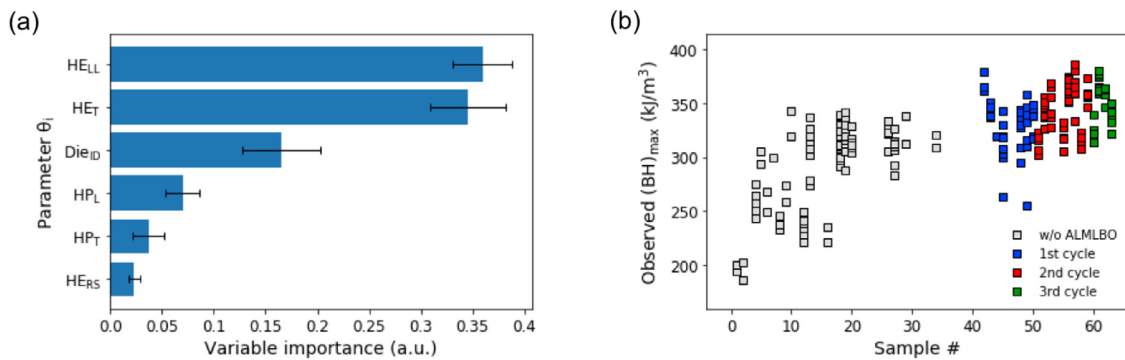 (a)
HE_LL
HE_T
Die_ID
HP_L
HP_T
HE_RS
Parameter θ_i
0.0 0.05 0.1 0.15 0.2 0.25 0.3 0.35 0.4
Variable importance (a.u.)
(b)
400
350
300
250
200
Observed (BH)_max (kJ/m³)
w/o ALMLBO
1st cycle
2nd cycle
3rd cycle
0 10 20 30 40 50 60
Sample #